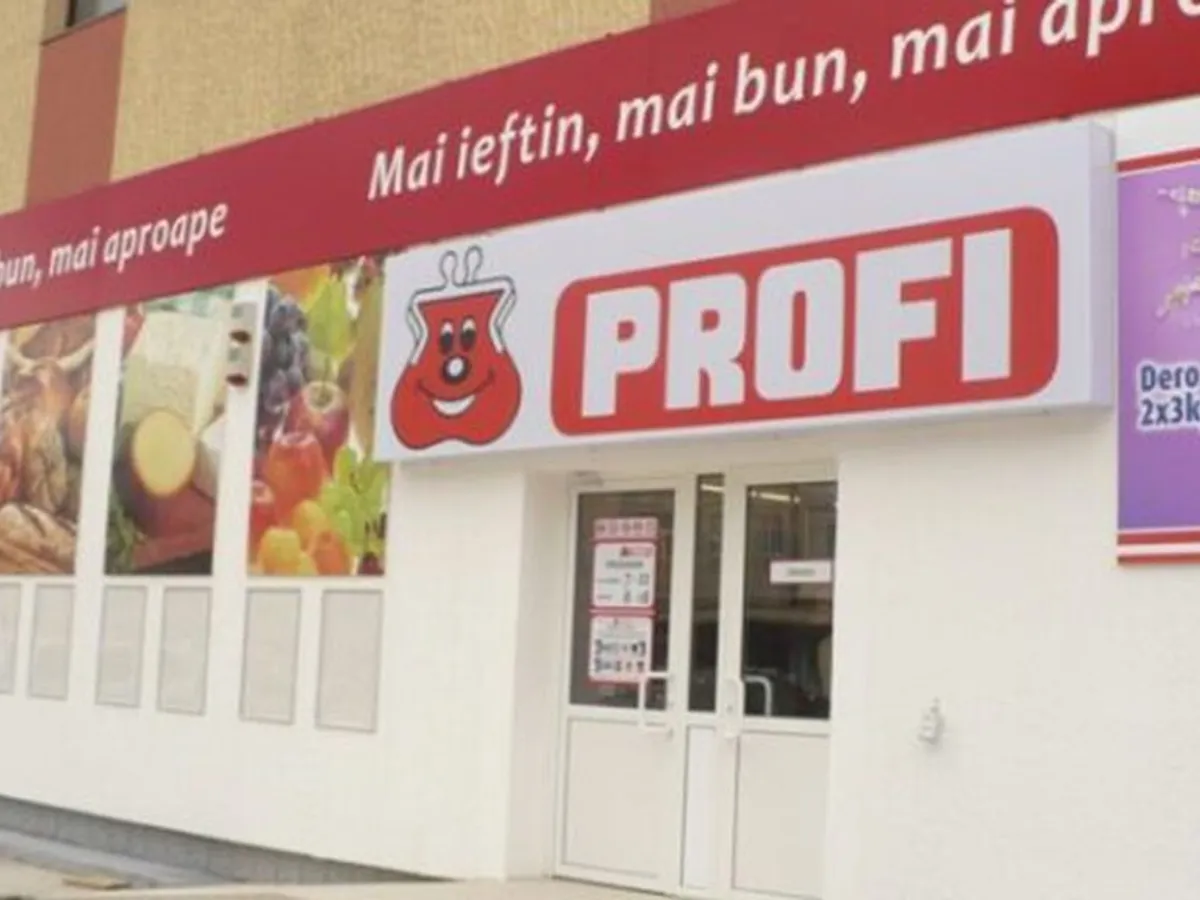 bun, mai aproape
Mai ieftin, mai bun, mai apro
PROFI
Dero
2x3k